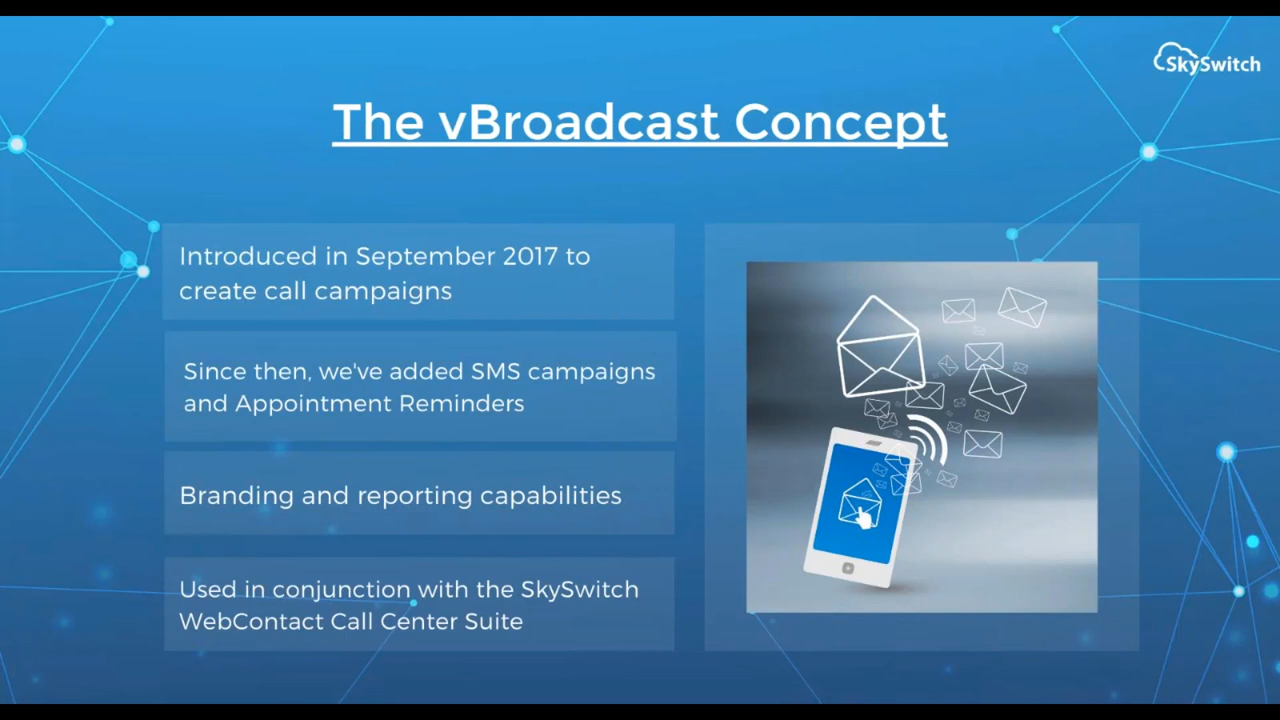 SkySwitch
The vBroadcast Concept
Introduced in September 2017 to
create call campaigns
Since then, we've added SMS campaigns
and Appointment Reminders
Branding and reporting capabilities
Used in conjunction with the SkySwitch
WebContact Call Center Suite